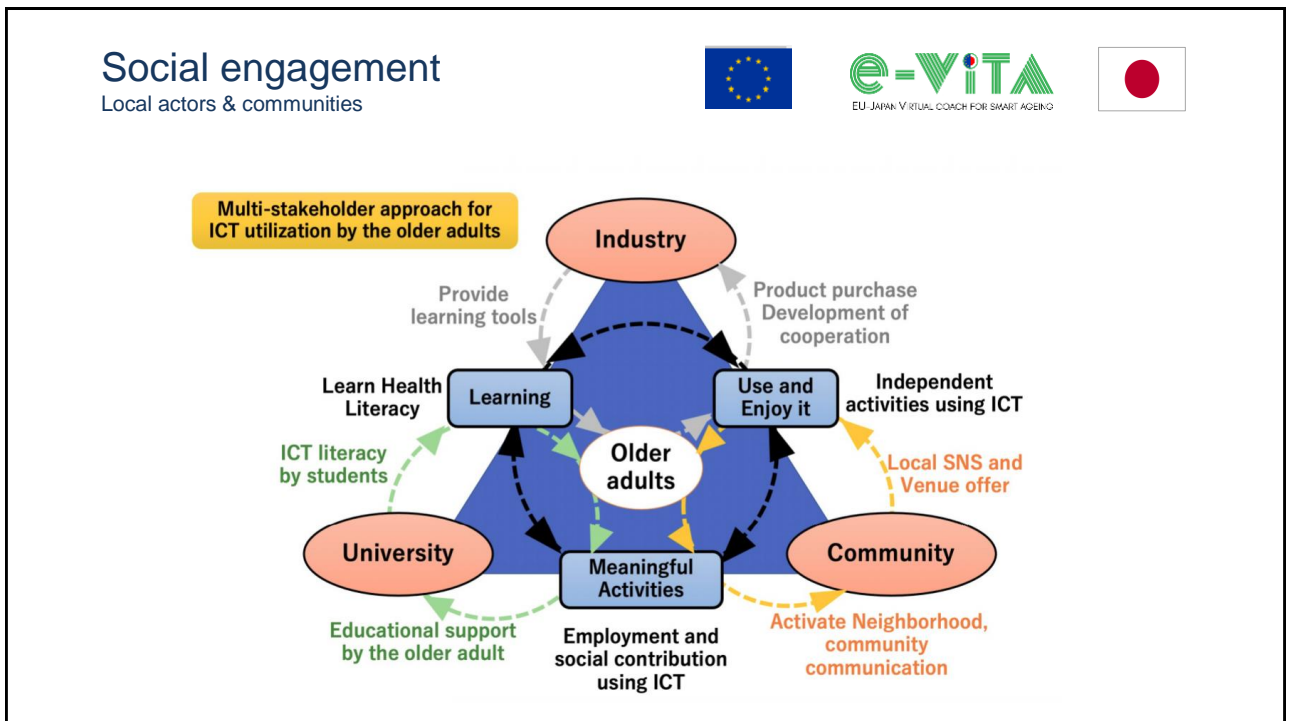 Social engagement
Local actors & communities
e-ViTA
EU-JAPAN VIRTUAL COACH FOR SMART AGEING
Multi-stakeholder approach for
ICT utilization by the older adults
Industry
Provide
learning tools
Product purchase
Development of
cooperation
Learn Health
Literacy
Learning
Use and
Enjoy it
Independent
activities using ICT
ICT literacy
by students
Older
adults
Local SNS and
Venue offer
University
Meaningful
Activities
Community
Educational support
by the older adult
Employment and
social contribution
using ICT
Activate Neighborhood,
community
communication